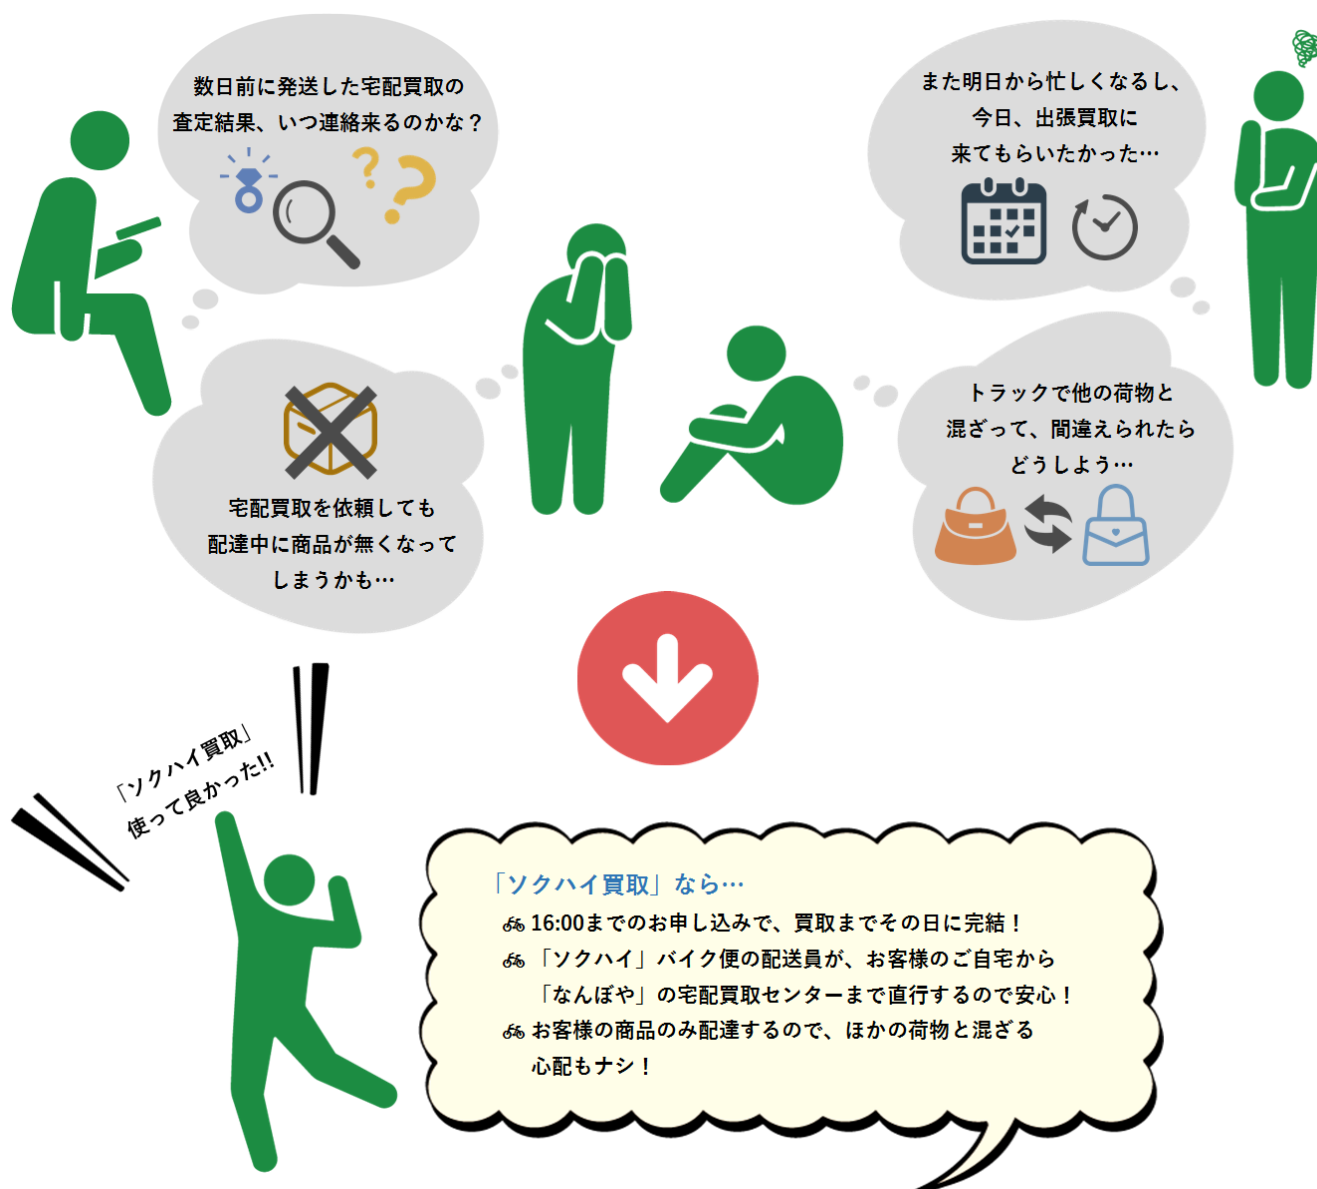 数日前に発送した宅配買取の
査定結果、いつ連絡来るのかな？
また明日から忙しくなるし、
今日、出張買取に
来てもらいたかった…
宅配買取を依頼しても
配達中に商品が無くなって
しまうかも…
トラックで他の荷物と
混ざって、間違えられたら
どうしよう…
「ソクハイ買取」
使って良かった!!
「ソクハイ買取」なら…
16:00までのお申し込みで、買取までその日に完結！
「ソクハイ」バイク便の配送員が、お客様のご自宅から
「なんぼや」の宅配買取センターまで直行するので安心！
お客様の商品のみ配達するので、ほかの荷物と混ざる
心配もナシ！